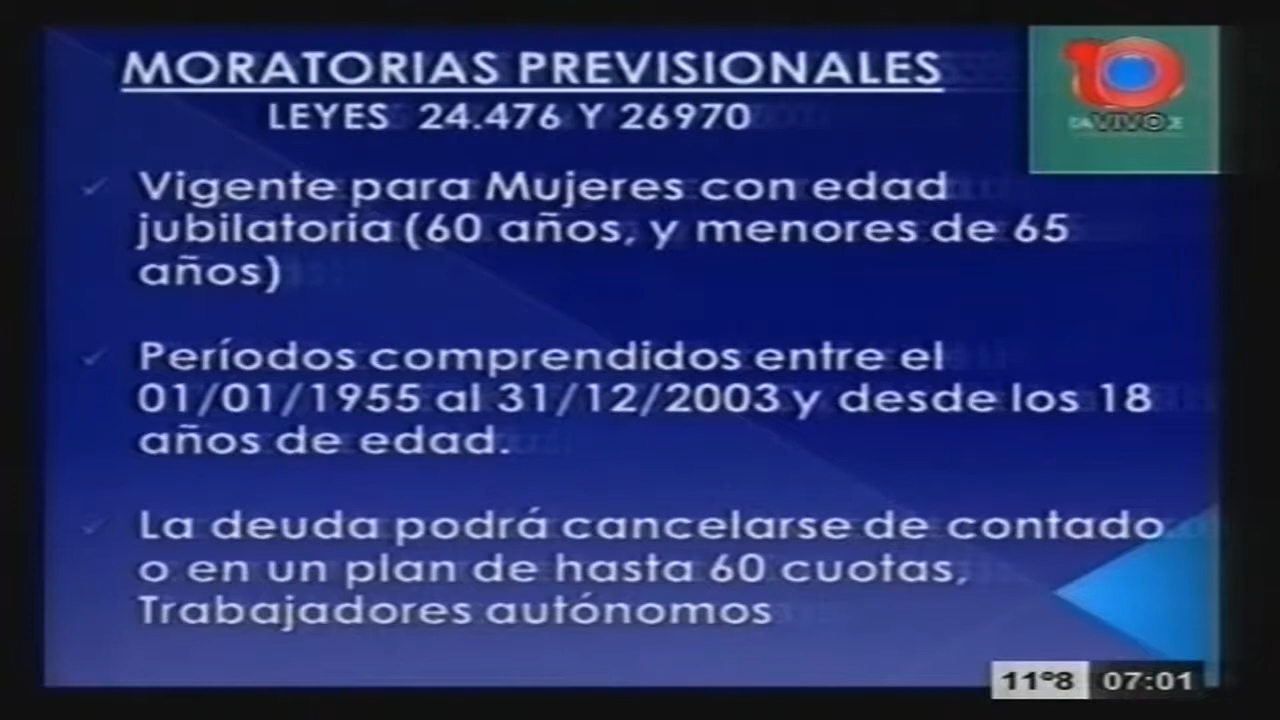 MORATORIAS PREVISIONALES
LEYES 24.476 Y 26970
10
VIVO
Vigente para Mujeres con edad
jubilatoria (60 años, y menores de 65
años)
Períodos comprendidos entre el
01/01/1955 al 31/12/2003 y desde los 18
años de edad.
La deuda podrá cancelarse de contado
o en un plan de hasta 60 cuotas,
Trabajadores autónomos
11º8 07:01